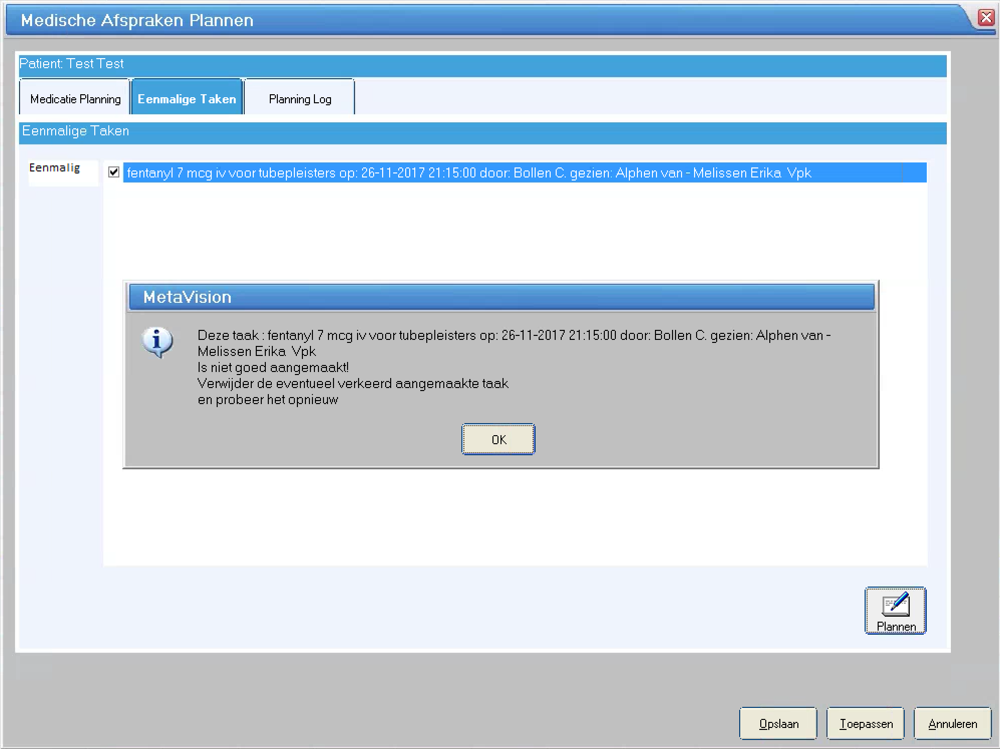 Medische Afspraken Plannen
Patient: Test Test
Medicatie Planning
Eenmalige Taken
Planning Log
Eenmalige Taken
Eenmalig
fentanyl 7 mcg iv voor tubepleisters op: 26-11-2017 21:15:00 door: Bollen C. gezien: Alphen van - Melissen Erika Vpk
MetaVision
Deze taak : fentanyl 7 mcg iv voor tubepleisters op: 26-11-2017 21:15:00 door: Bollen C. gezien: Alphen van -
Melissen Erika Vpk
Is niet goed aangemaakt!
Verwijder de eventueel verkeerd aangemaakte taak
en probeer het opnieuw
OK
Plannen
Opslaan
Toepassen
Annuleren